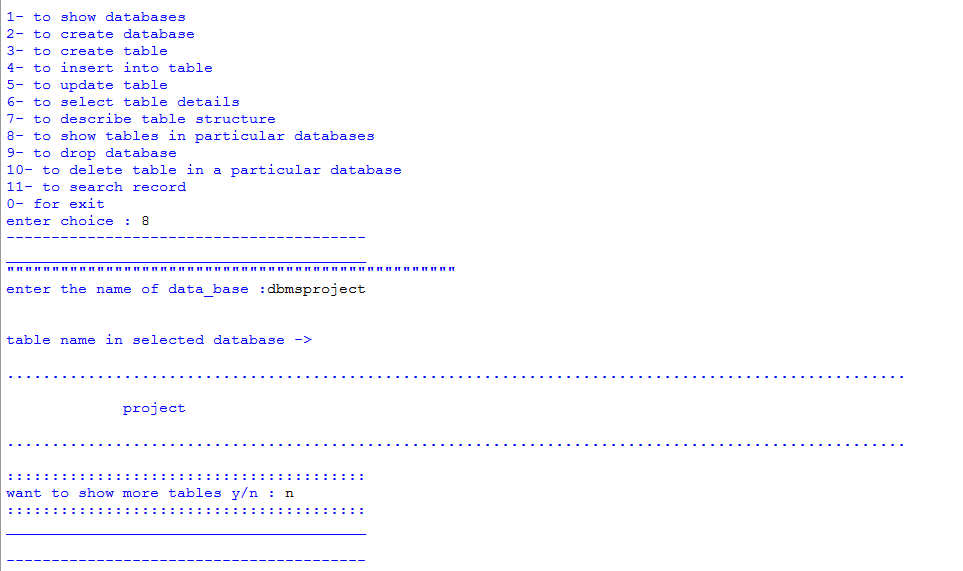 1- to show databases
2- to create database
3- to create table
4- to insert into table
5- to update table
6- to select table details
7- to describe table structure
8- to show tables in particular databases
9- to drop database
10- to delete table in a particular database
11- to search record
0- for exit
enter choice : 8
----------------------------------------
________________________________________
""""""""""""""""""""""""""""""""""""""""""""""""""
enter the name of data_base :dbmsproject
table name in selected database ->
....................................................................................................
project
....................................................................................................
::::::::::::::::::::::::::::::::::::::::
want to show more tables y/n : n
::::::::::::::::::::::::::::::::::::::::
________________________________________
----------------------------------------